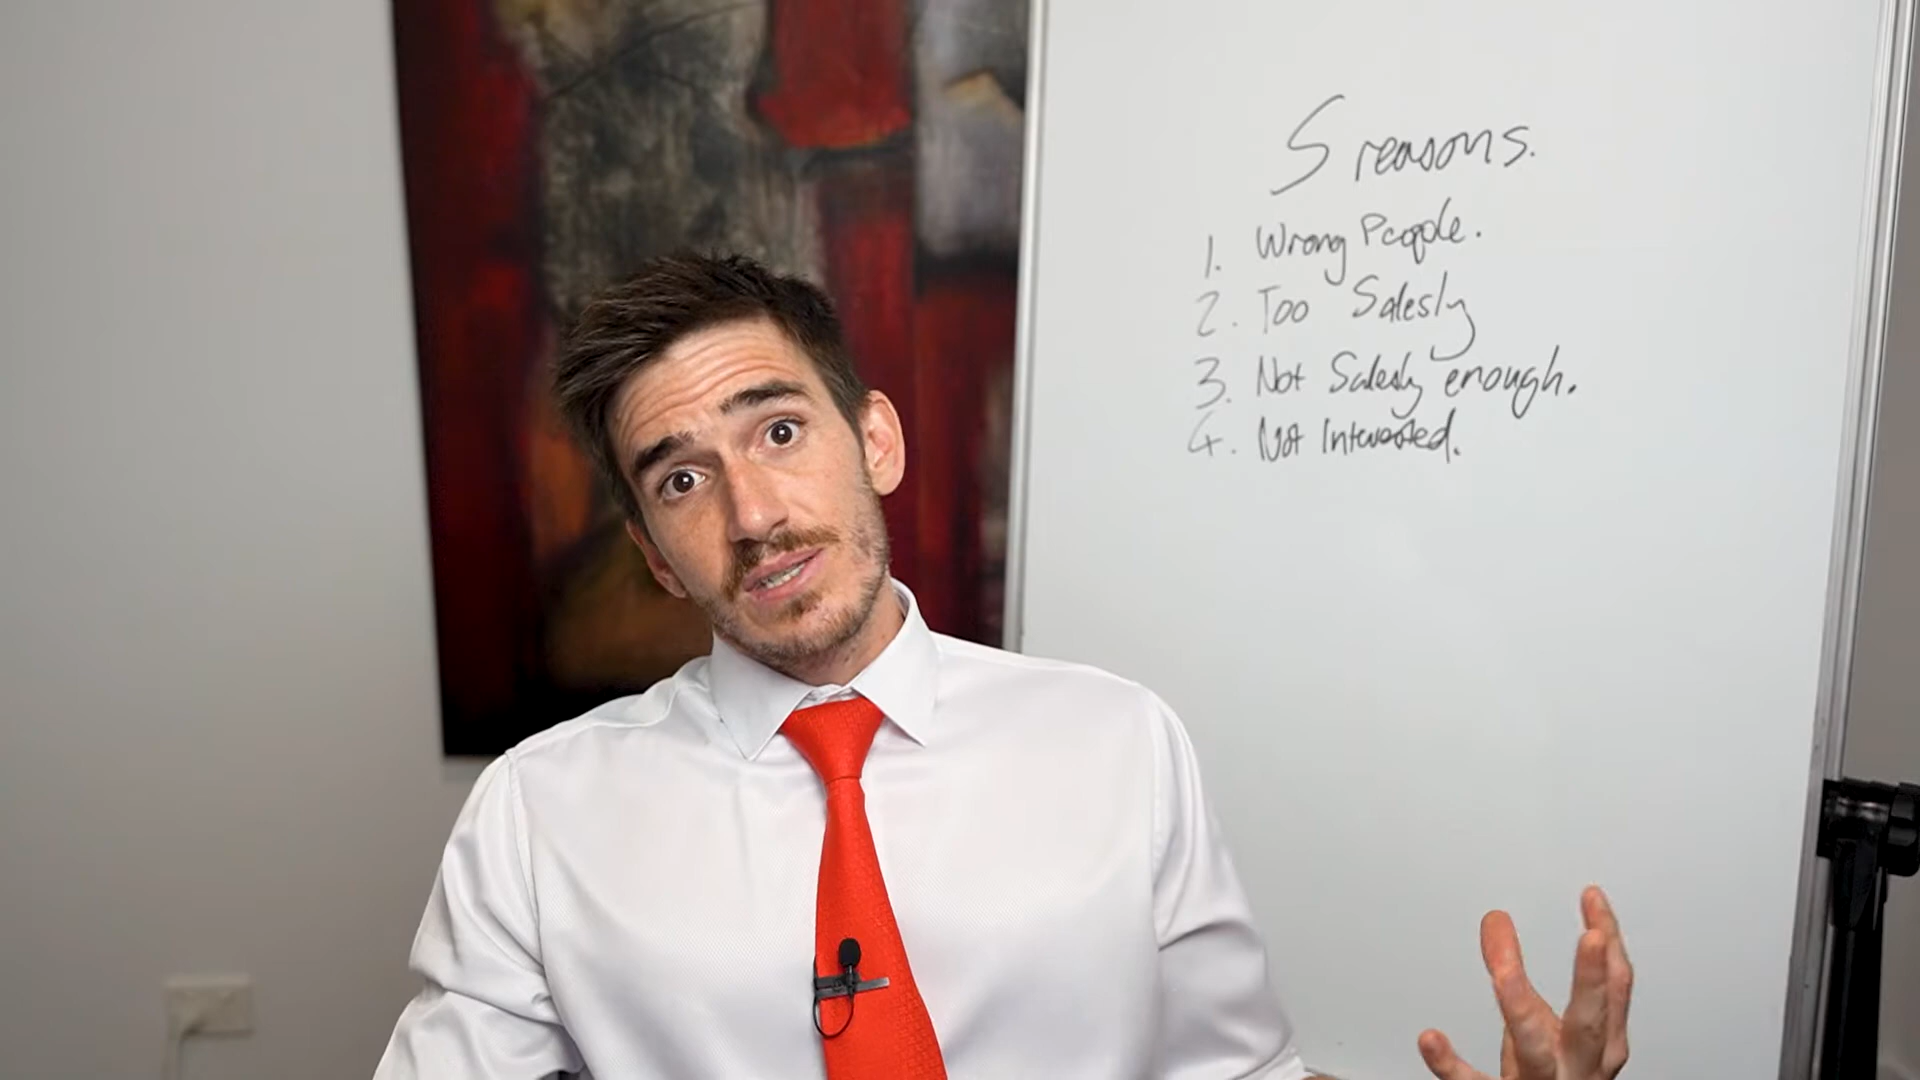 5 reasons.
1. Wrong People.
2. Too Salesly
3. Not Salesly enough.
4. Not Interested.